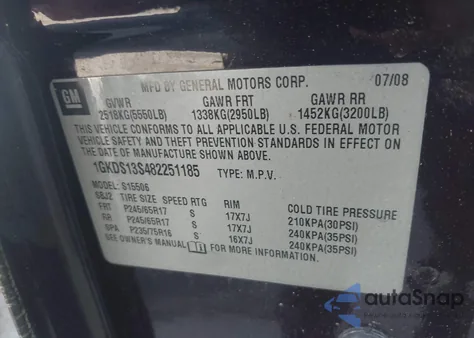 MFD BY GENERAL MOTORS CORP. 07/08
GM
GVWR GAWR FRT GAWR RR
2518KG(5550LB) 1338KG(2950LB) 1452KG(3200LB)
THIS VEHICLE CONFORMS TO ALL APPLICABLE U.S. FEDERAL MOTOR
VEHICLE SAFETY AND THEFT PREVENTION STANDARDS IN EFFECT ON
THE DATE OF MANUFACTURE SHOWN ABOVE.
1GKDS13S482251185 TYPE: M.P.V.
MODEL: S15506
SBJ2 TIRE SIZE SPEED RTG RIM COLD TIRE PRESSURE
FRT P245/65R17 S 17X7J 210KPA(30PSI)
RR P245/65R17 S 17X7J 240KPA(35PSI)
SPA P235/75R16 S 16X7J 240KPA(35PSI)
SEE OWNER'S MANUAL FOR MORE INFORMATION.
autoSnap